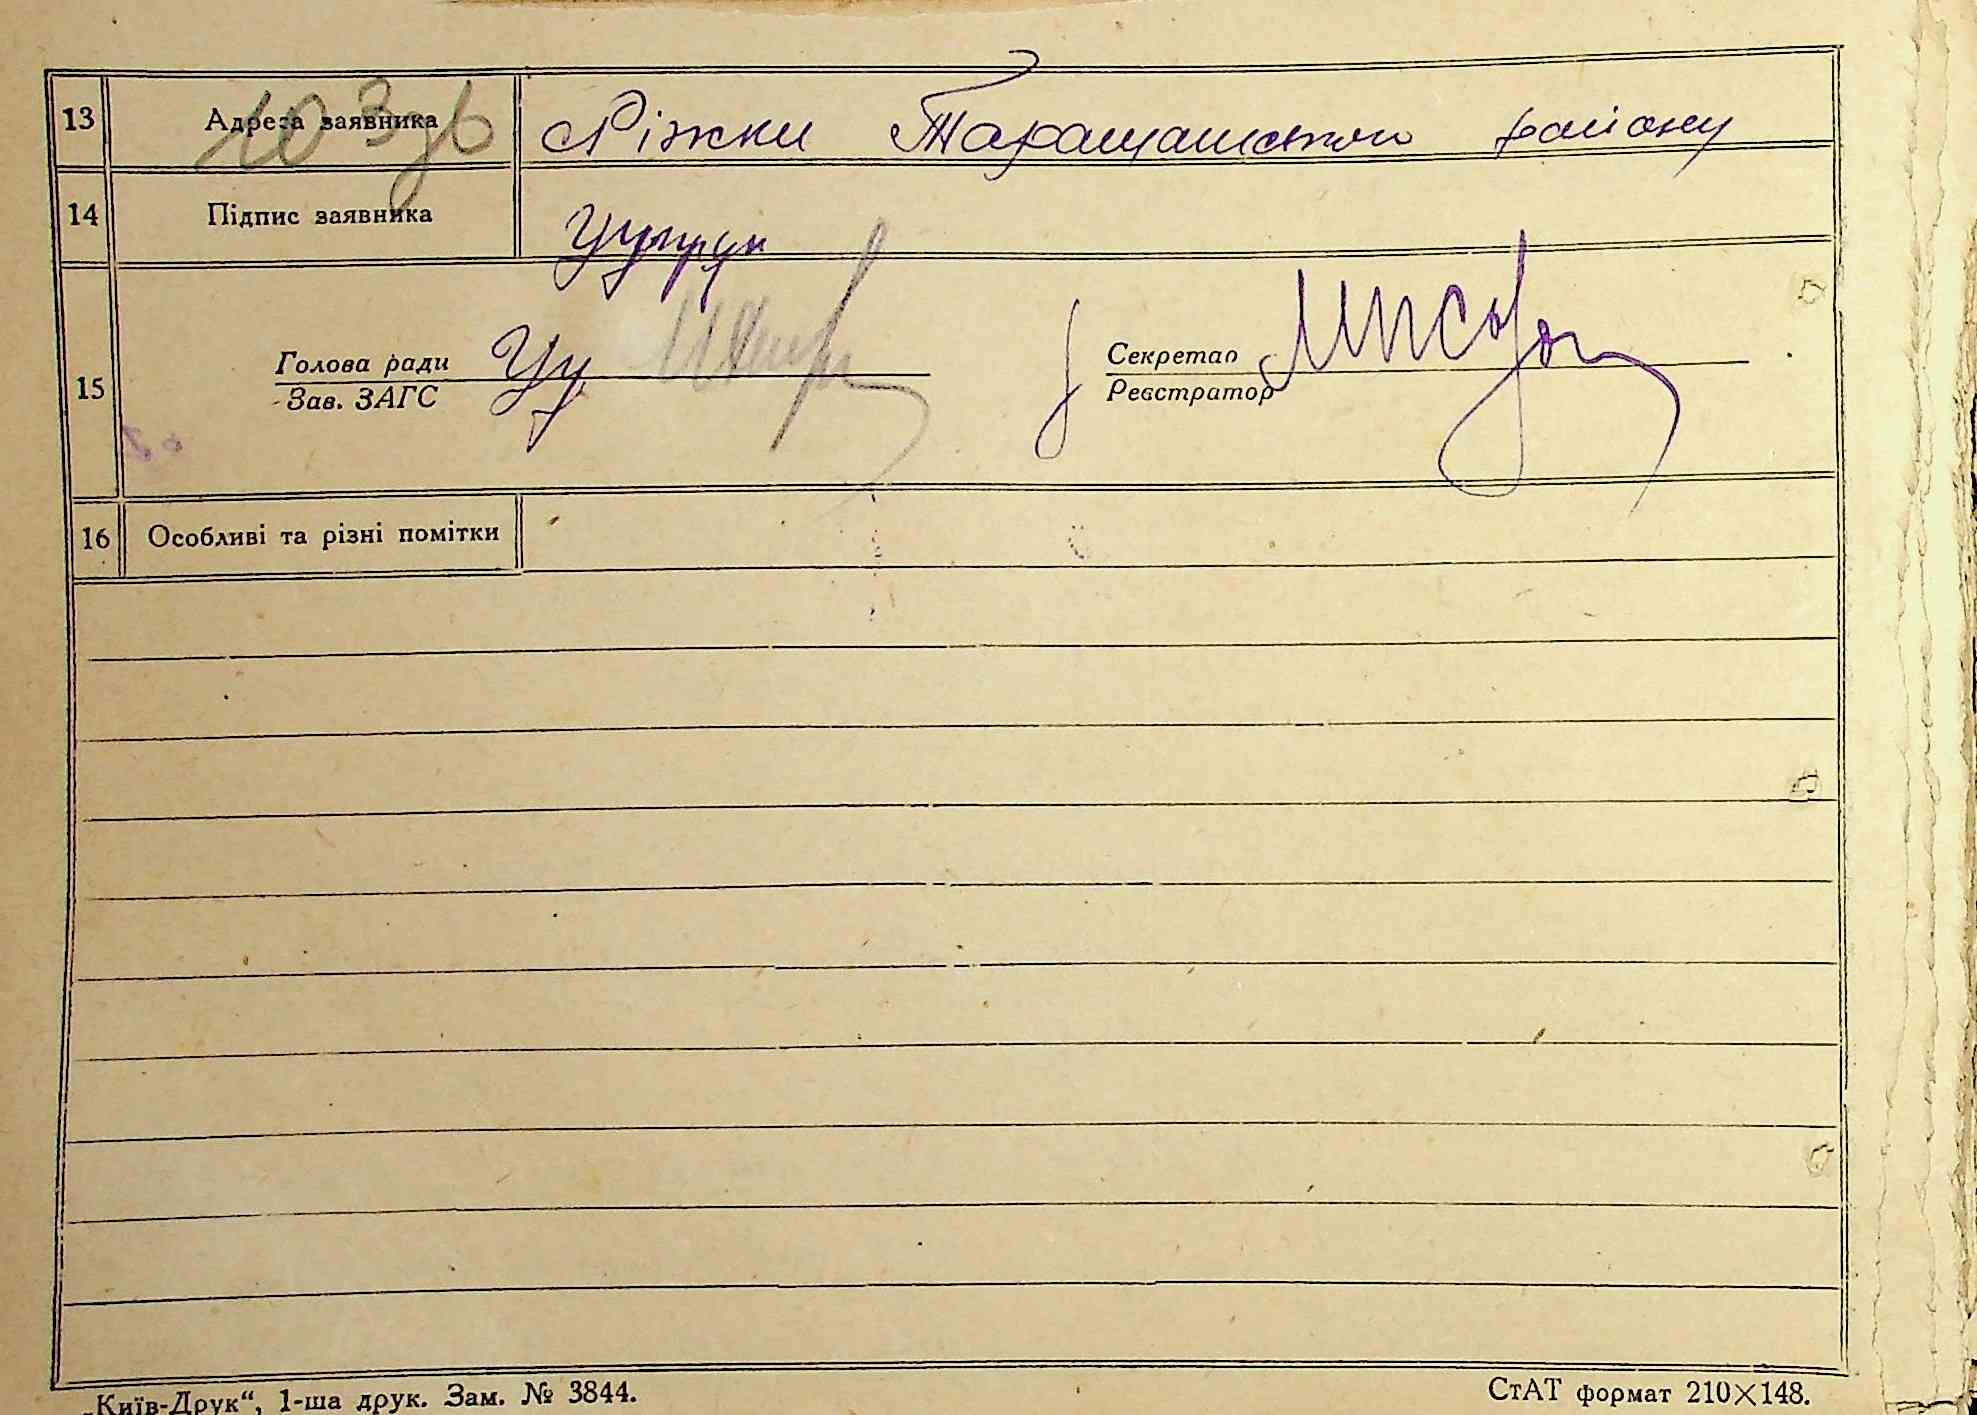 13 Адреса заявника Ріжки Таращанського району
14 Підпис заявника
15 Голова ради Секретар
Зав. ЗАГС Реєстратор
16 Особливі та різні помітки
„Київ-Друк“, 1-ша друк. Зам. № 3844. СтАТ формат 210×148.